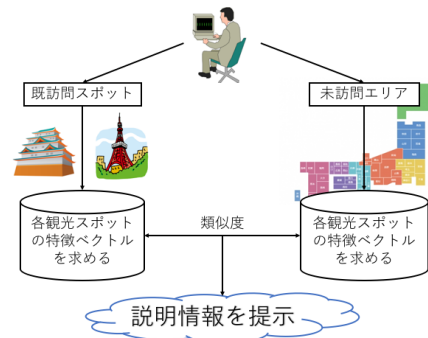 既訪問スポット
未訪問エリア
各観光スポット
の特徴ベクトル
を求める
類似度
各観光スポット
の特徴ベクトル
を求める
説明情報を提示